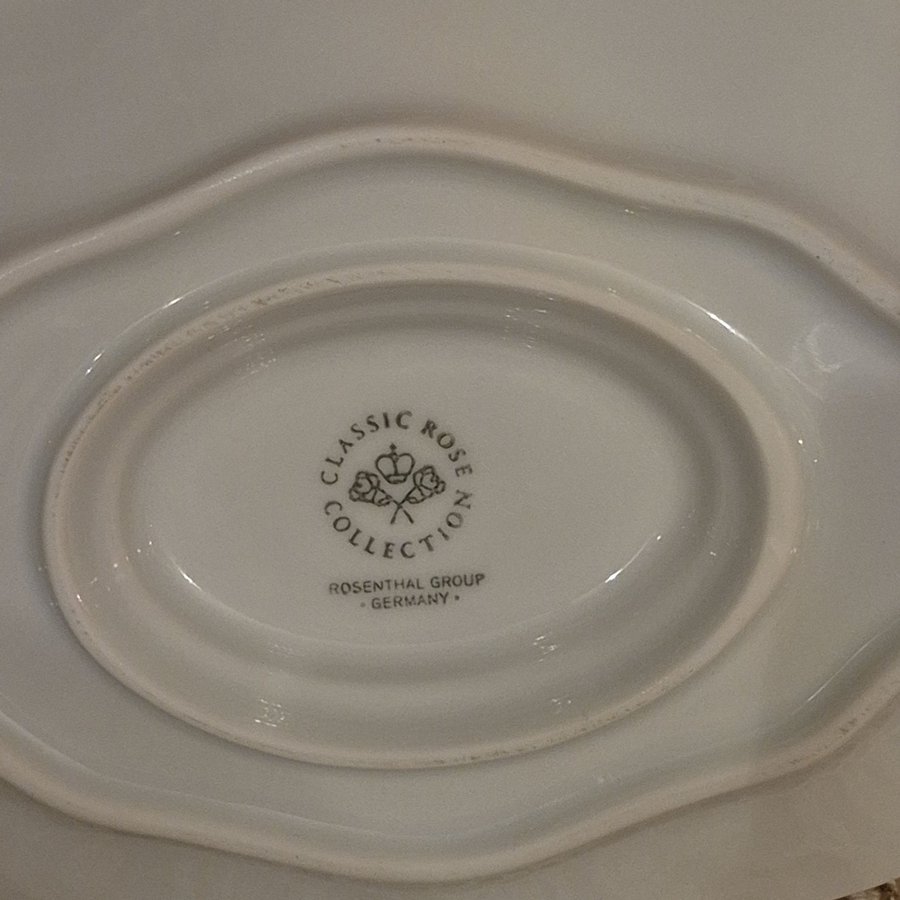 CLASSIC ROSE
COLLECTION
ROSENTHAL GROUP
· GERMANY ·